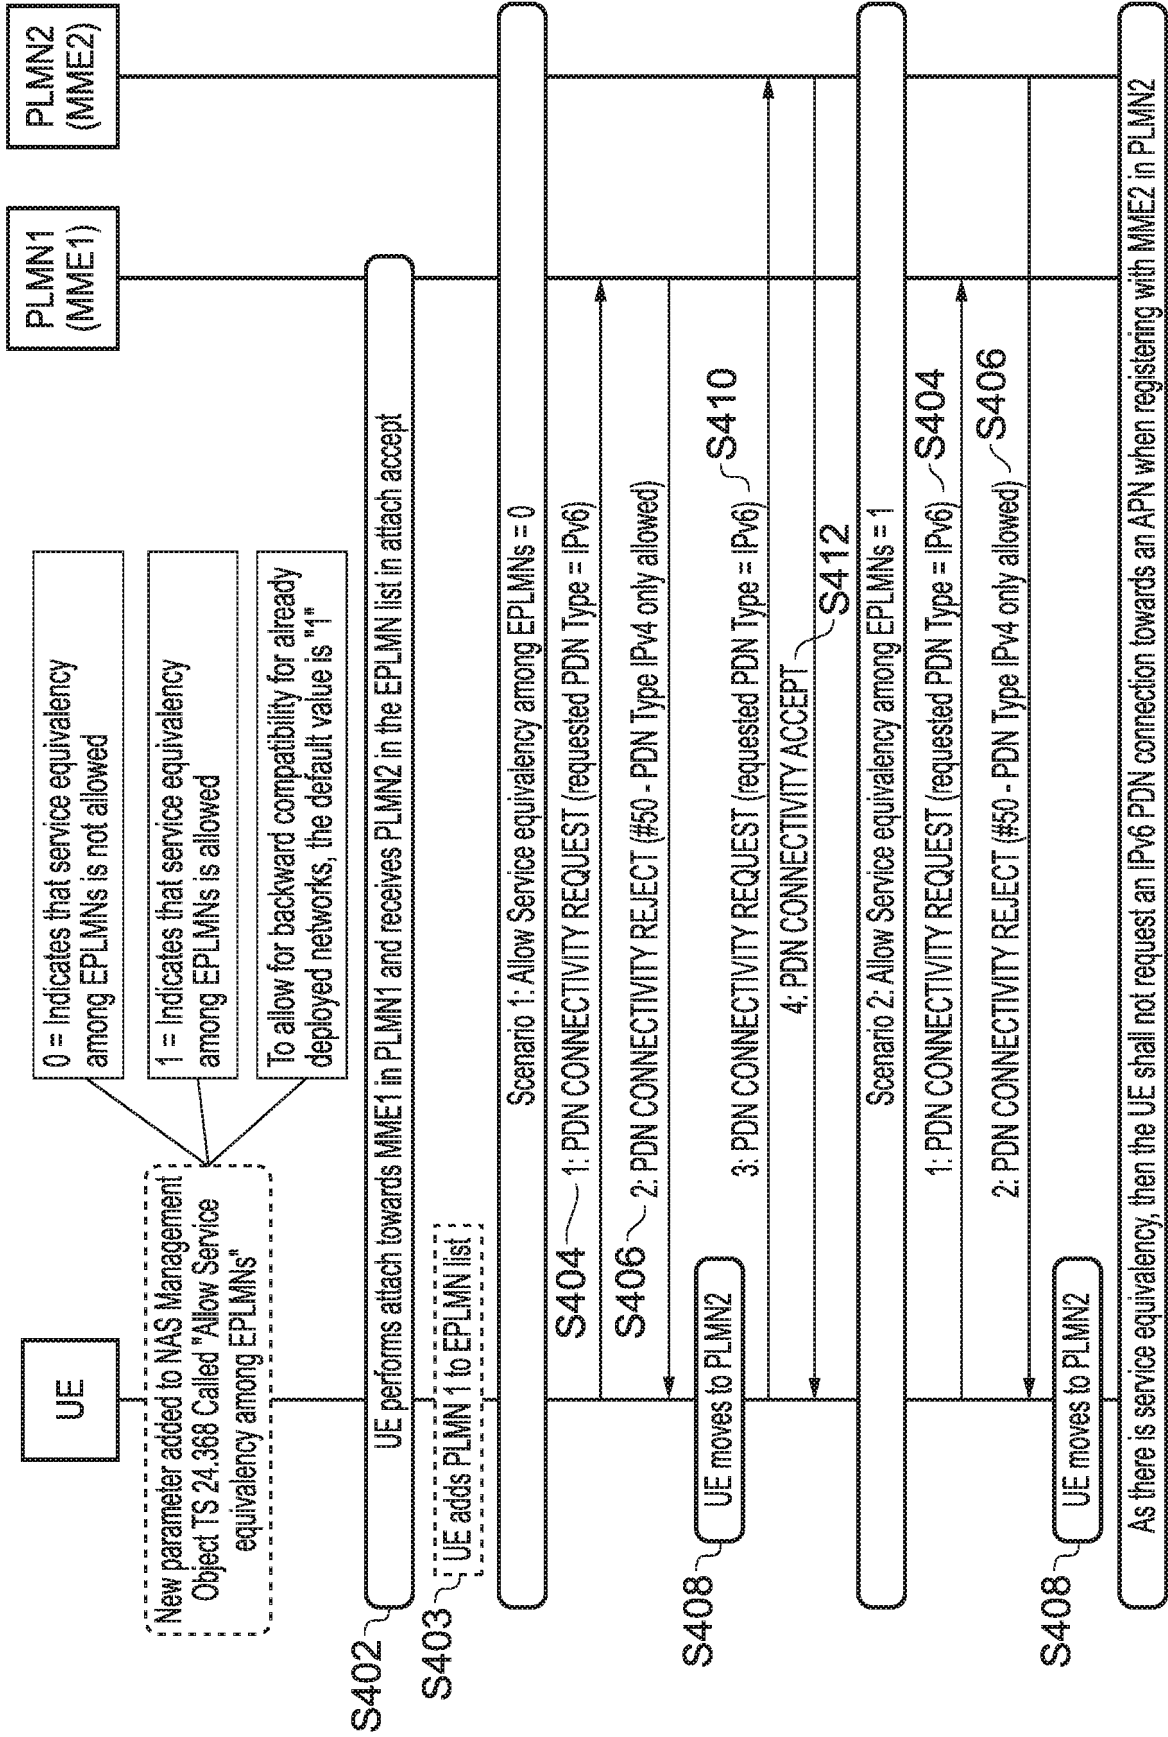 UE
PLMN1
(MME1)
PLMN2
(MME2)
New parameter added to NAS Management
Object TS 24.368 Called "Allow Service
equivalency among EPLMNs"
0 = Indicates that service equivalency
among EPLMNs is not allowed
1 = Indicates that service equivalency
among EPLMNs is allowed
To allow for backward compatibility for already
deployed networks, the default value is "1"
S402
UE performs attach towards MME1 in PLMN1 and receives PLMN2 in the EPLMN list in attach accept
S403
UE adds PLMN 1 to EPLMN list
Scenario 1: Allow Service equivalency among EPLMNs = 0
S404
1: PDN CONNECTIVITY REQUEST (requested PDN Type = IPv6)
S406
2: PDN CONNECTIVITY REJECT (#50 - PDN Type IPv4 only allowed)
S408
UE moves to PLMN2
3: PDN CONNECTIVITY REQUEST (requested PDN Type = IPv6)
S410
4: PDN CONNECTIVITY ACCEPT
S412
Scenario 2: Allow Service equivalency among EPLMNs = 1
1: PDN CONNECTIVITY REQUEST (requested PDN Type = IPv6)
S404
2: PDN CONNECTIVITY REJECT (#50 - PDN Type IPv4 only allowed)
S406
S408
UE moves to PLMN2
As there is service equivalency, then the UE shall not request an IPv6 PDN connection towards an APN when registering with MME2 in PLMN2